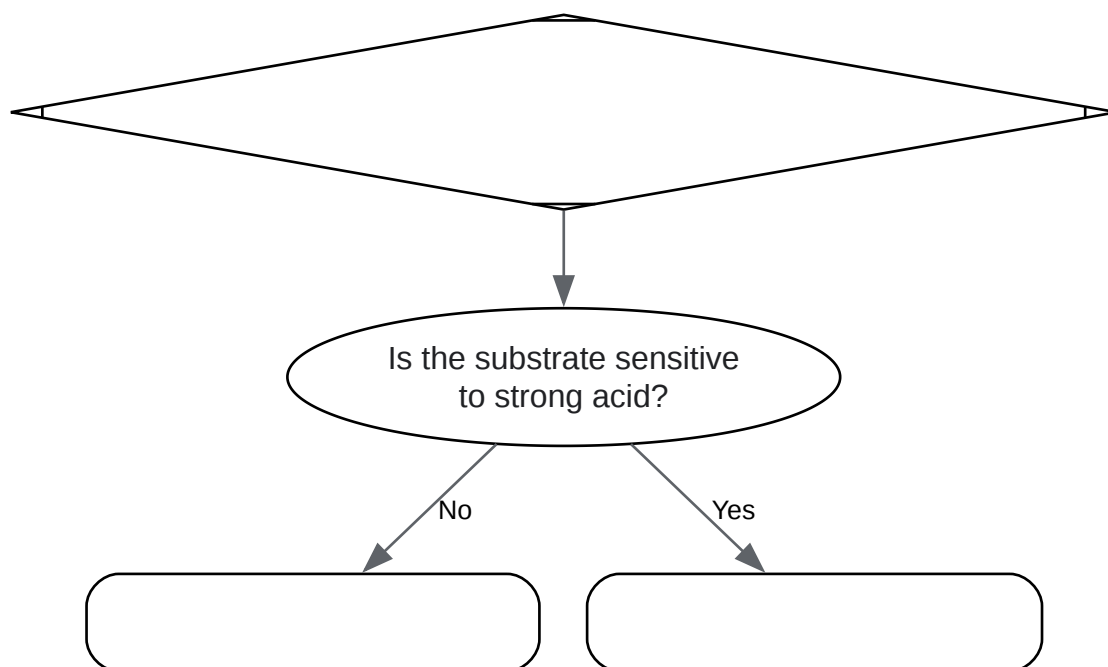 Is the substrate sensitive
to strong acid?
No
Yes